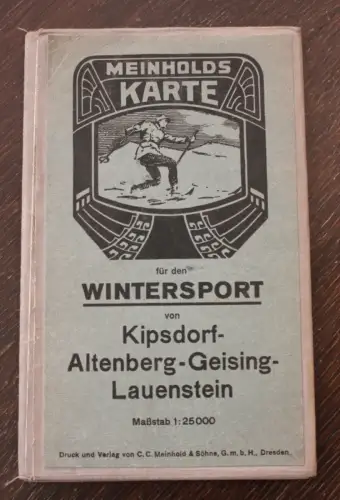 MEINHOLDS
KARTE
für den
WINTERSPORT
von
Kipsdorf-
Altenberg-Geising-
Lauenstein
Maßstab 1:25000
Druck und Verlag von C. C. Meinhold & Söhne, G. m. b. H., Dresden